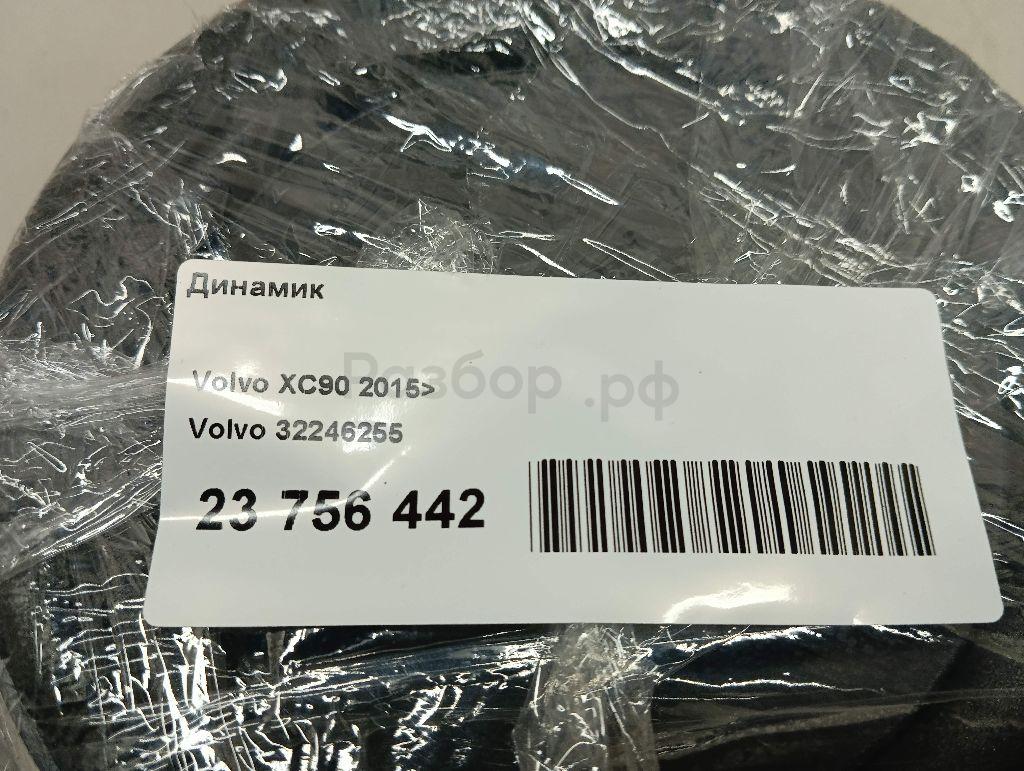 Динамик
Volvo XC90 2015>
Разбор.рф
Volvo 32246255
23 756 442